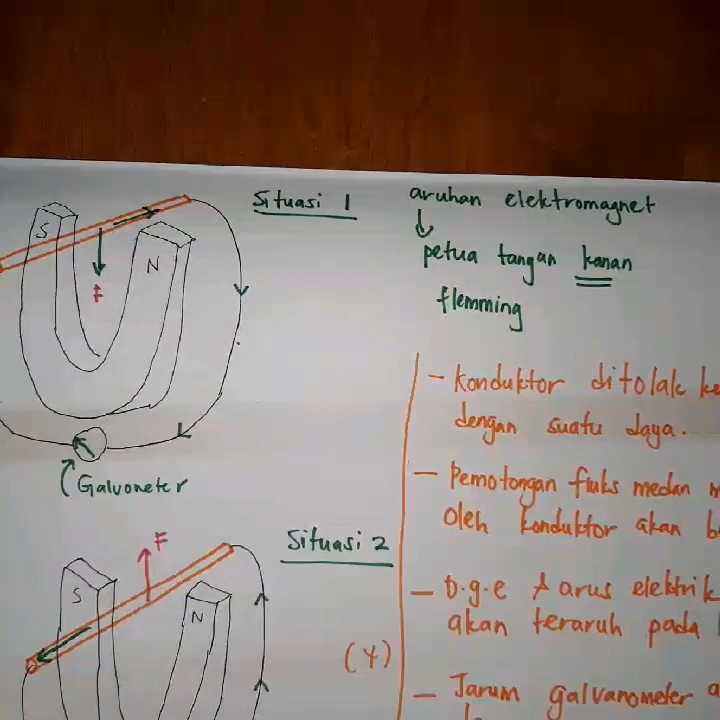 Situasi 1
aruhan elektromagnet
petua tangan kanan
flemming
S
N
F
Galvometer
- Konduktor ditolak
dengan suatu daya.
- Pemotongan fluks medan
oleh konduktor akan
- D.g.e & arus elektrik
akan teraruh pada
- Jarum galvanometer
Situasi 2
F
S
N
(Y)